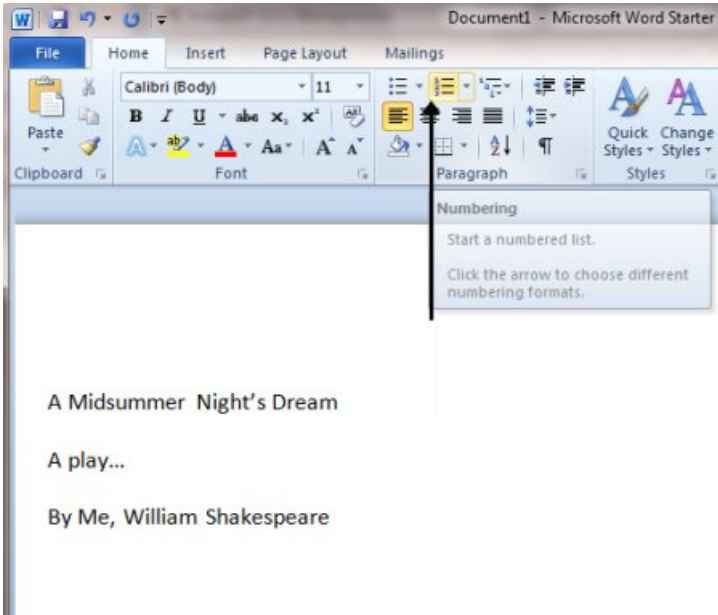 Document1 - Microsoft Word Starter
File Home Insert Page Layout Mailings
Calibri (Body) 11
B I U abc x₂ x² Aa A A
Paste
Quick Styles Change Styles
Clipboard Font Paragraph Styles
Numbering
Start a numbered list.
Click the arrow to choose different
numbering formats.
A Midsummer Night's Dream
A play...
By Me, William Shakespeare